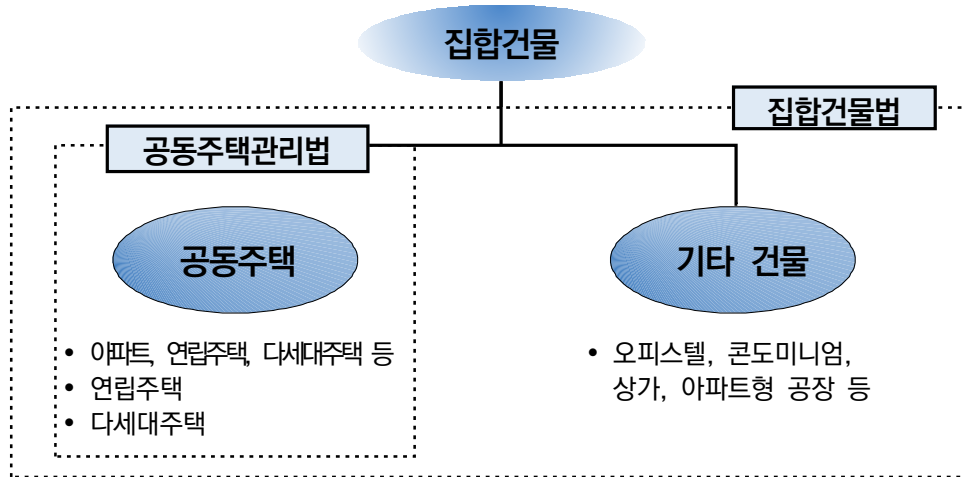 집합건물
집합건물법
공동주택관리법
공동주택
기타 건물
• 아파트, 연립주택, 다세대주택 등
• 연립주택
• 다세대주택
• 오피스텔, 콘도미니엄,
상가, 아파트형 공장 등